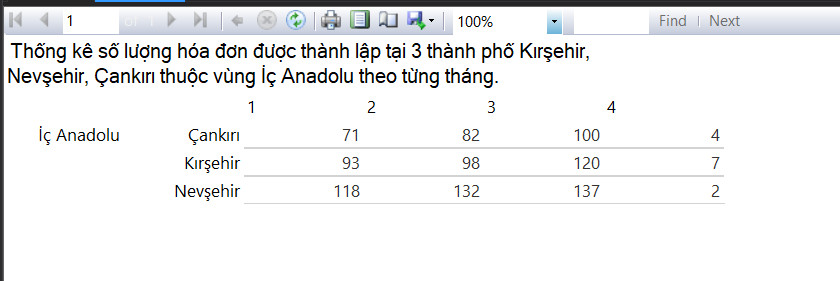 1 of 1 100% Find | Next
Thống kê số lượng hóa đơn được thành lập tại 3 thành phố Kırşehir,
Nevşehir, Çankırı thuộc vùng İç Anadolu theo từng tháng.
1 2 3 4
İç Anadolu Çankırı 71 82 100 4
Kırşehir 93 98 120 7
Nevşehir 118 132 137 2